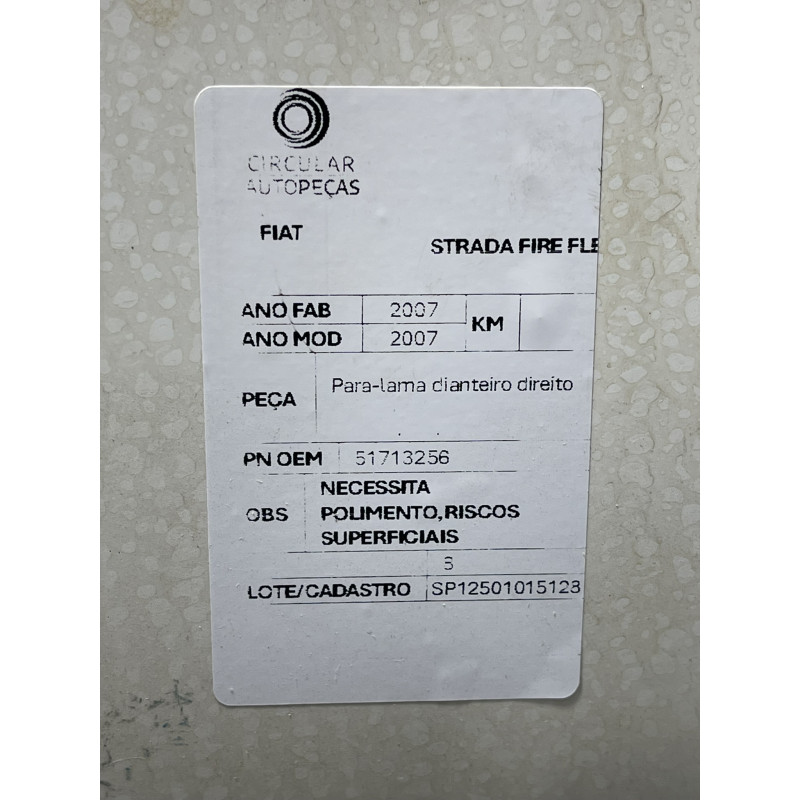 CIRCULAR
AUTOPEÇAS
FIAT
STRADA FIRE FLE
ANO FAB 2007 KM
ANO MOD 2007
PEÇA Para-lama dianteiro direito
PN OEM 51713256
OBS NECESSITA
POLIMENTO, RISCOS
SUPERFICIAIS
LOTE/CADASTRO SP12501015123